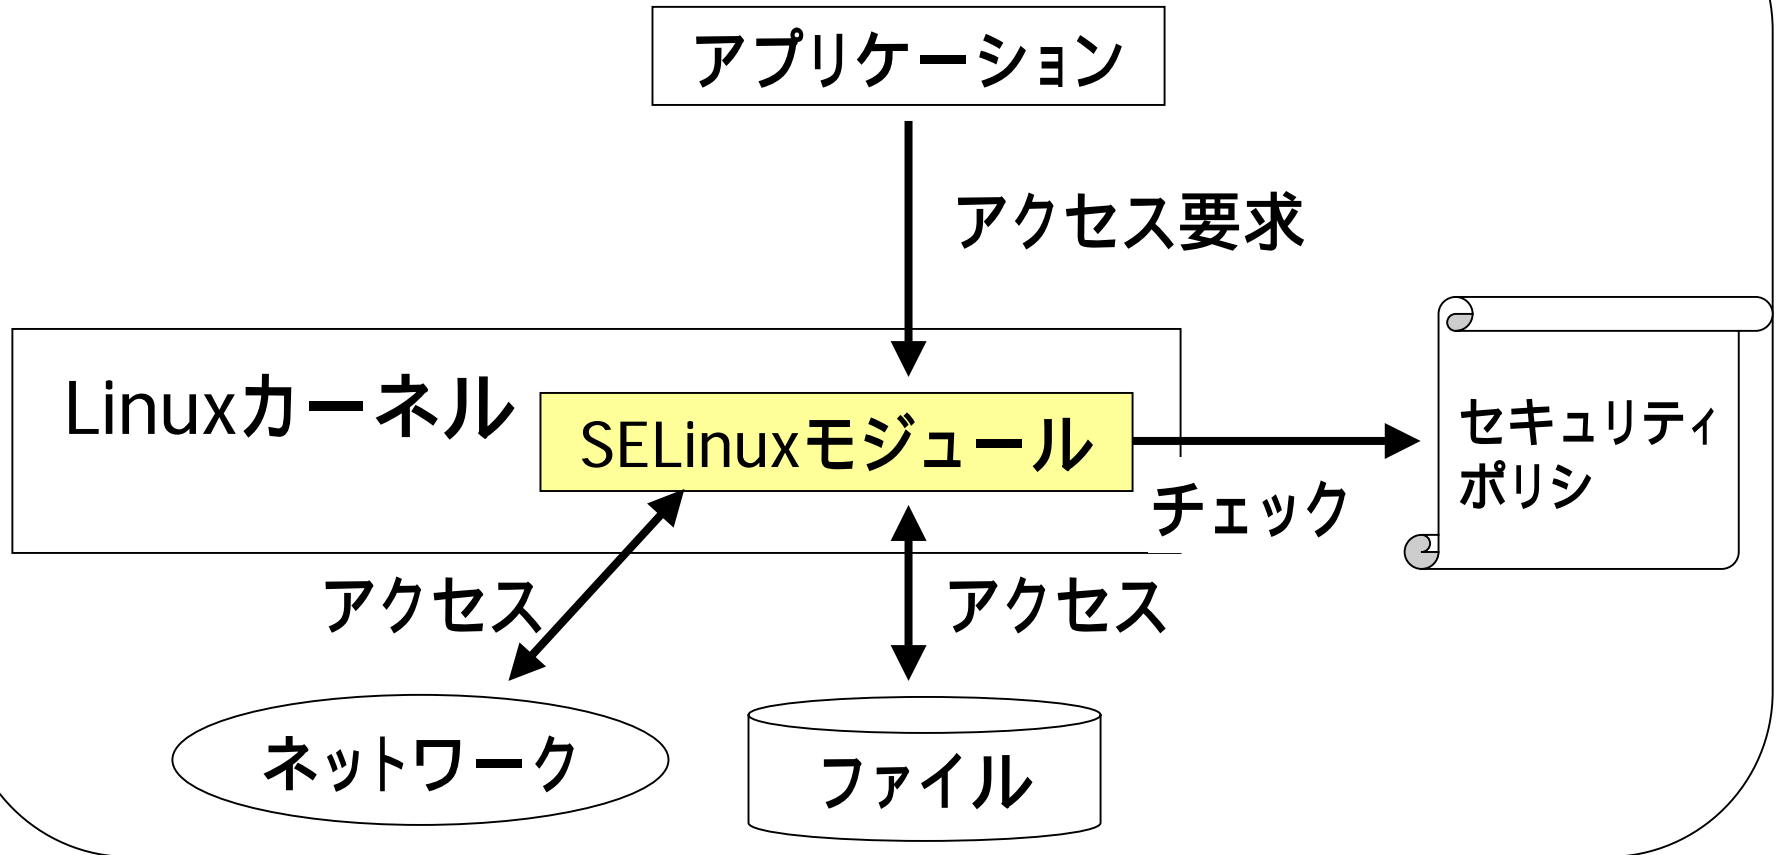 アプリケーション
アクセス要求
Linuxカーネル
SELinuxモジュール
セキュリティ
ポリシ
チェック
アクセス
アクセス
ネットワーク
ファイル